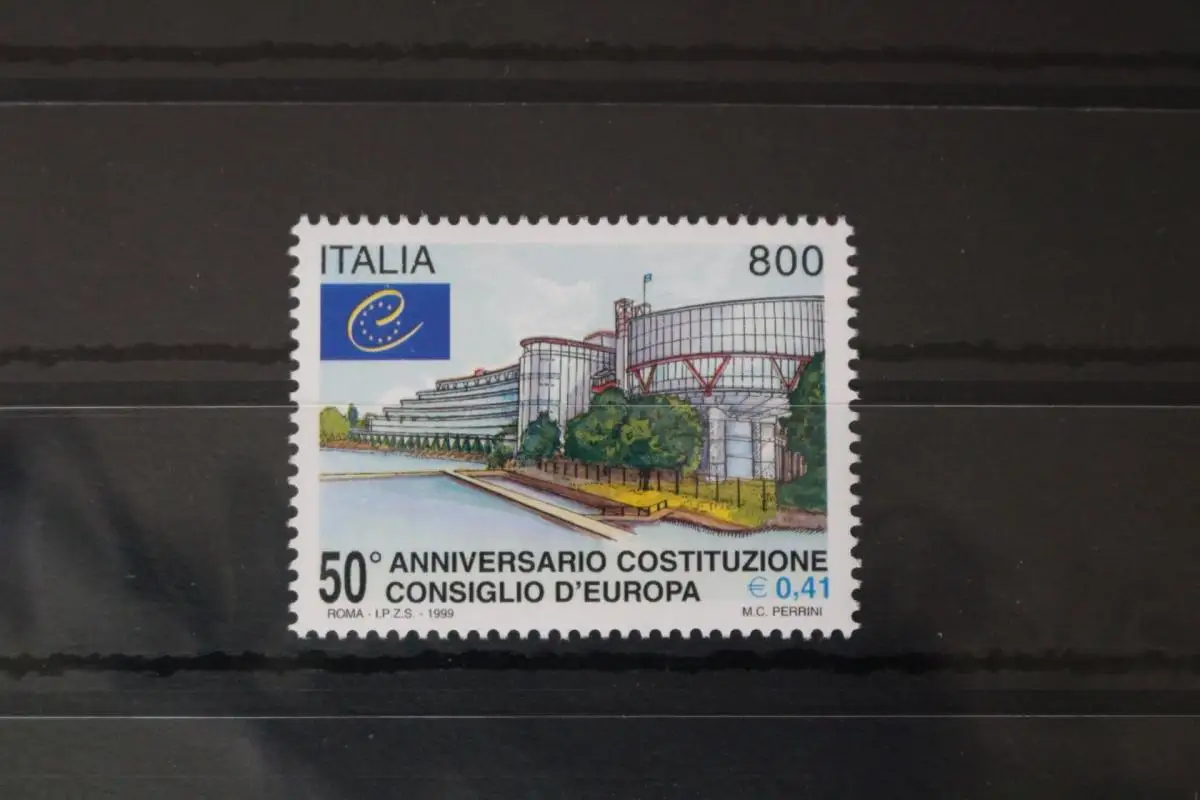 ITALIA
800
50° ANNIVERSARIO COSTITUZIONE
CONSIGLIO D'EUROPA
€ 0,41
ROMA - I.P.Z.S. - 1999
M.C. PERRINI